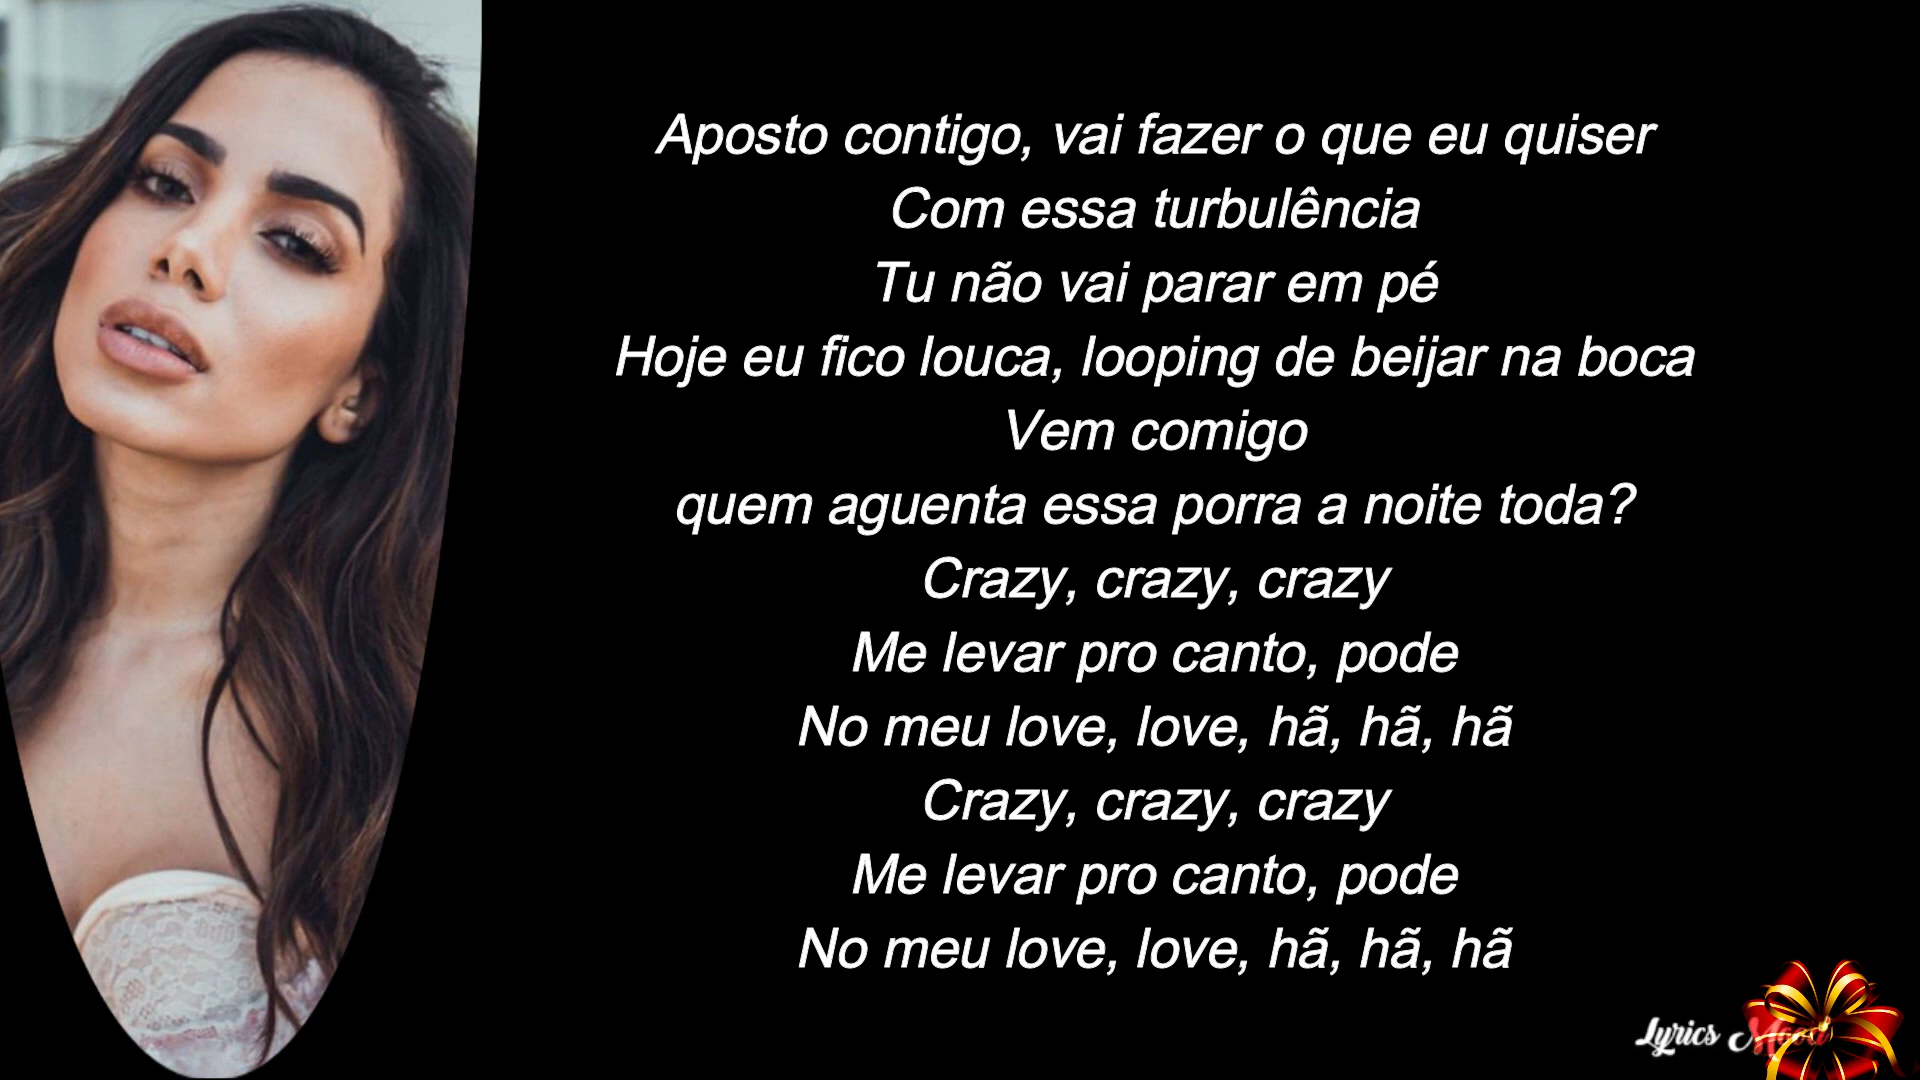 Aposto contigo, vai fazer o que eu quiser
Com essa turbulência
Tu não vai parar em pé
Hoje eu fico louca, looping de beijar na boca
Vem comigo
quem aguenta essa porra a noite toda?
Crazy, crazy, crazy
Me levar pro canto, pode
No meu love, love, hã, hã, hã
Crazy, crazy, crazy
Me levar pro canto, pode
No meu love, love, hã, hã, hã
Lyrics Mood